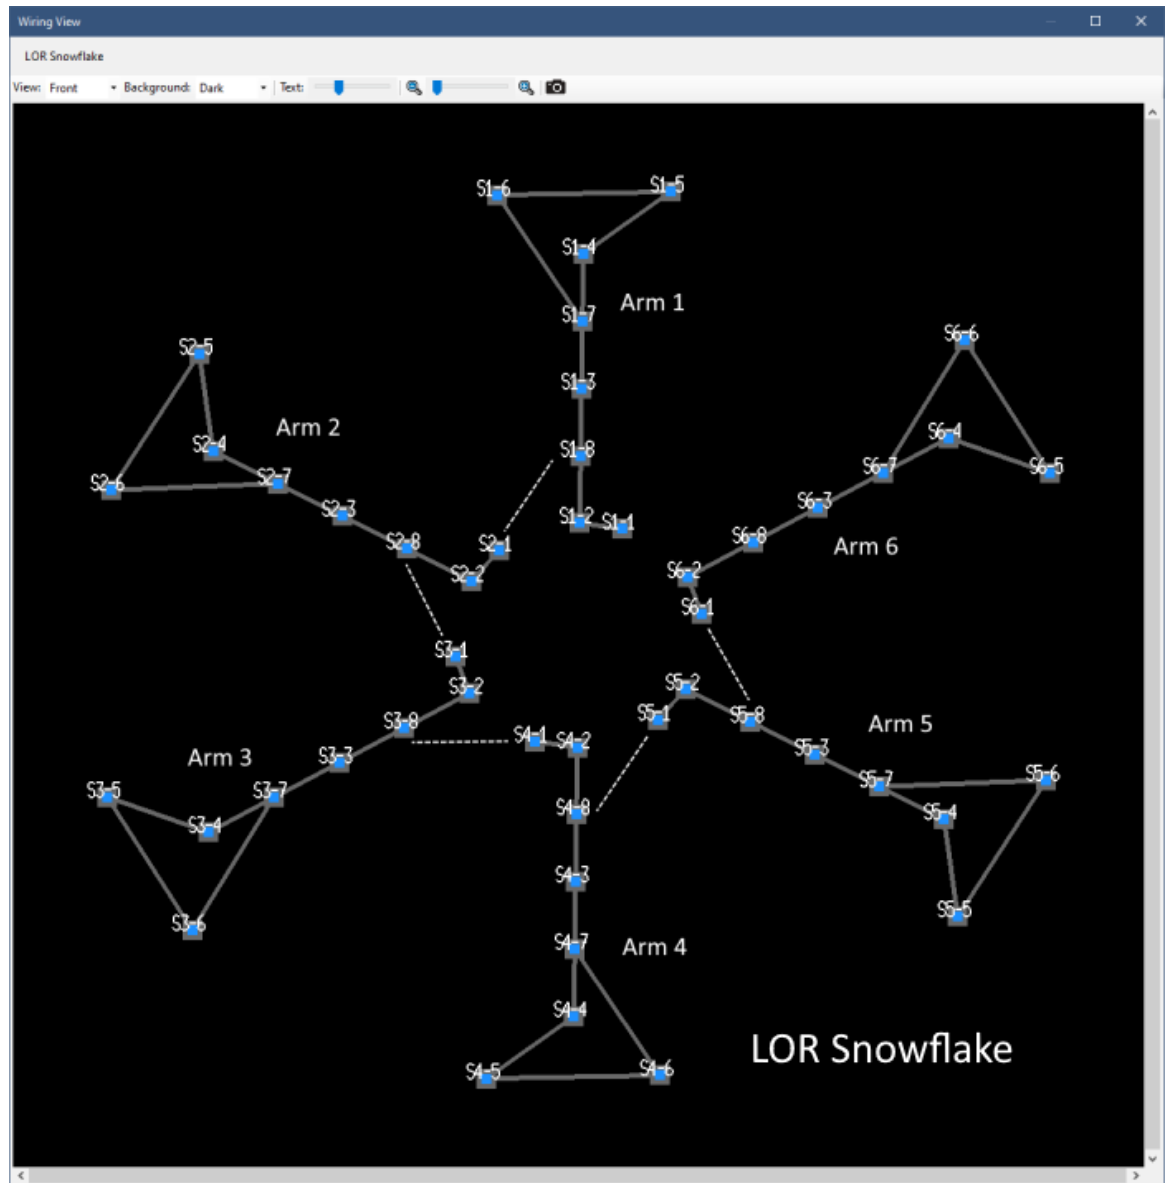 Wiring View
LOR Snowflake
View: Front Background: Dark Text:
S1-6 S1-5
S1-4
Arm 1
S1-7
S6-6
S2-5
S1-3
Arm 2
S6-4
S2-4
S1-8
S6-7 S6-5
S2-7
S2-6
S6-3
S2-3
S1-2 S1-1
S6-8
S2-8 S2-1
Arm 6
S2-2
S6-2
S6-1
S3-1
S3-2 S5-2
S5-1 S5-8
S3-8
Arm 5
S4-1 S4-2
S3-3
S5-3
Arm 3
S5-7 S5-6
S3-5 S3-7
S4-8
S5-4
S3-4
S4-3
S5-5
S3-6
S4-7
Arm 4
S4-4
LOR Snowflake
S4-5 S4-6